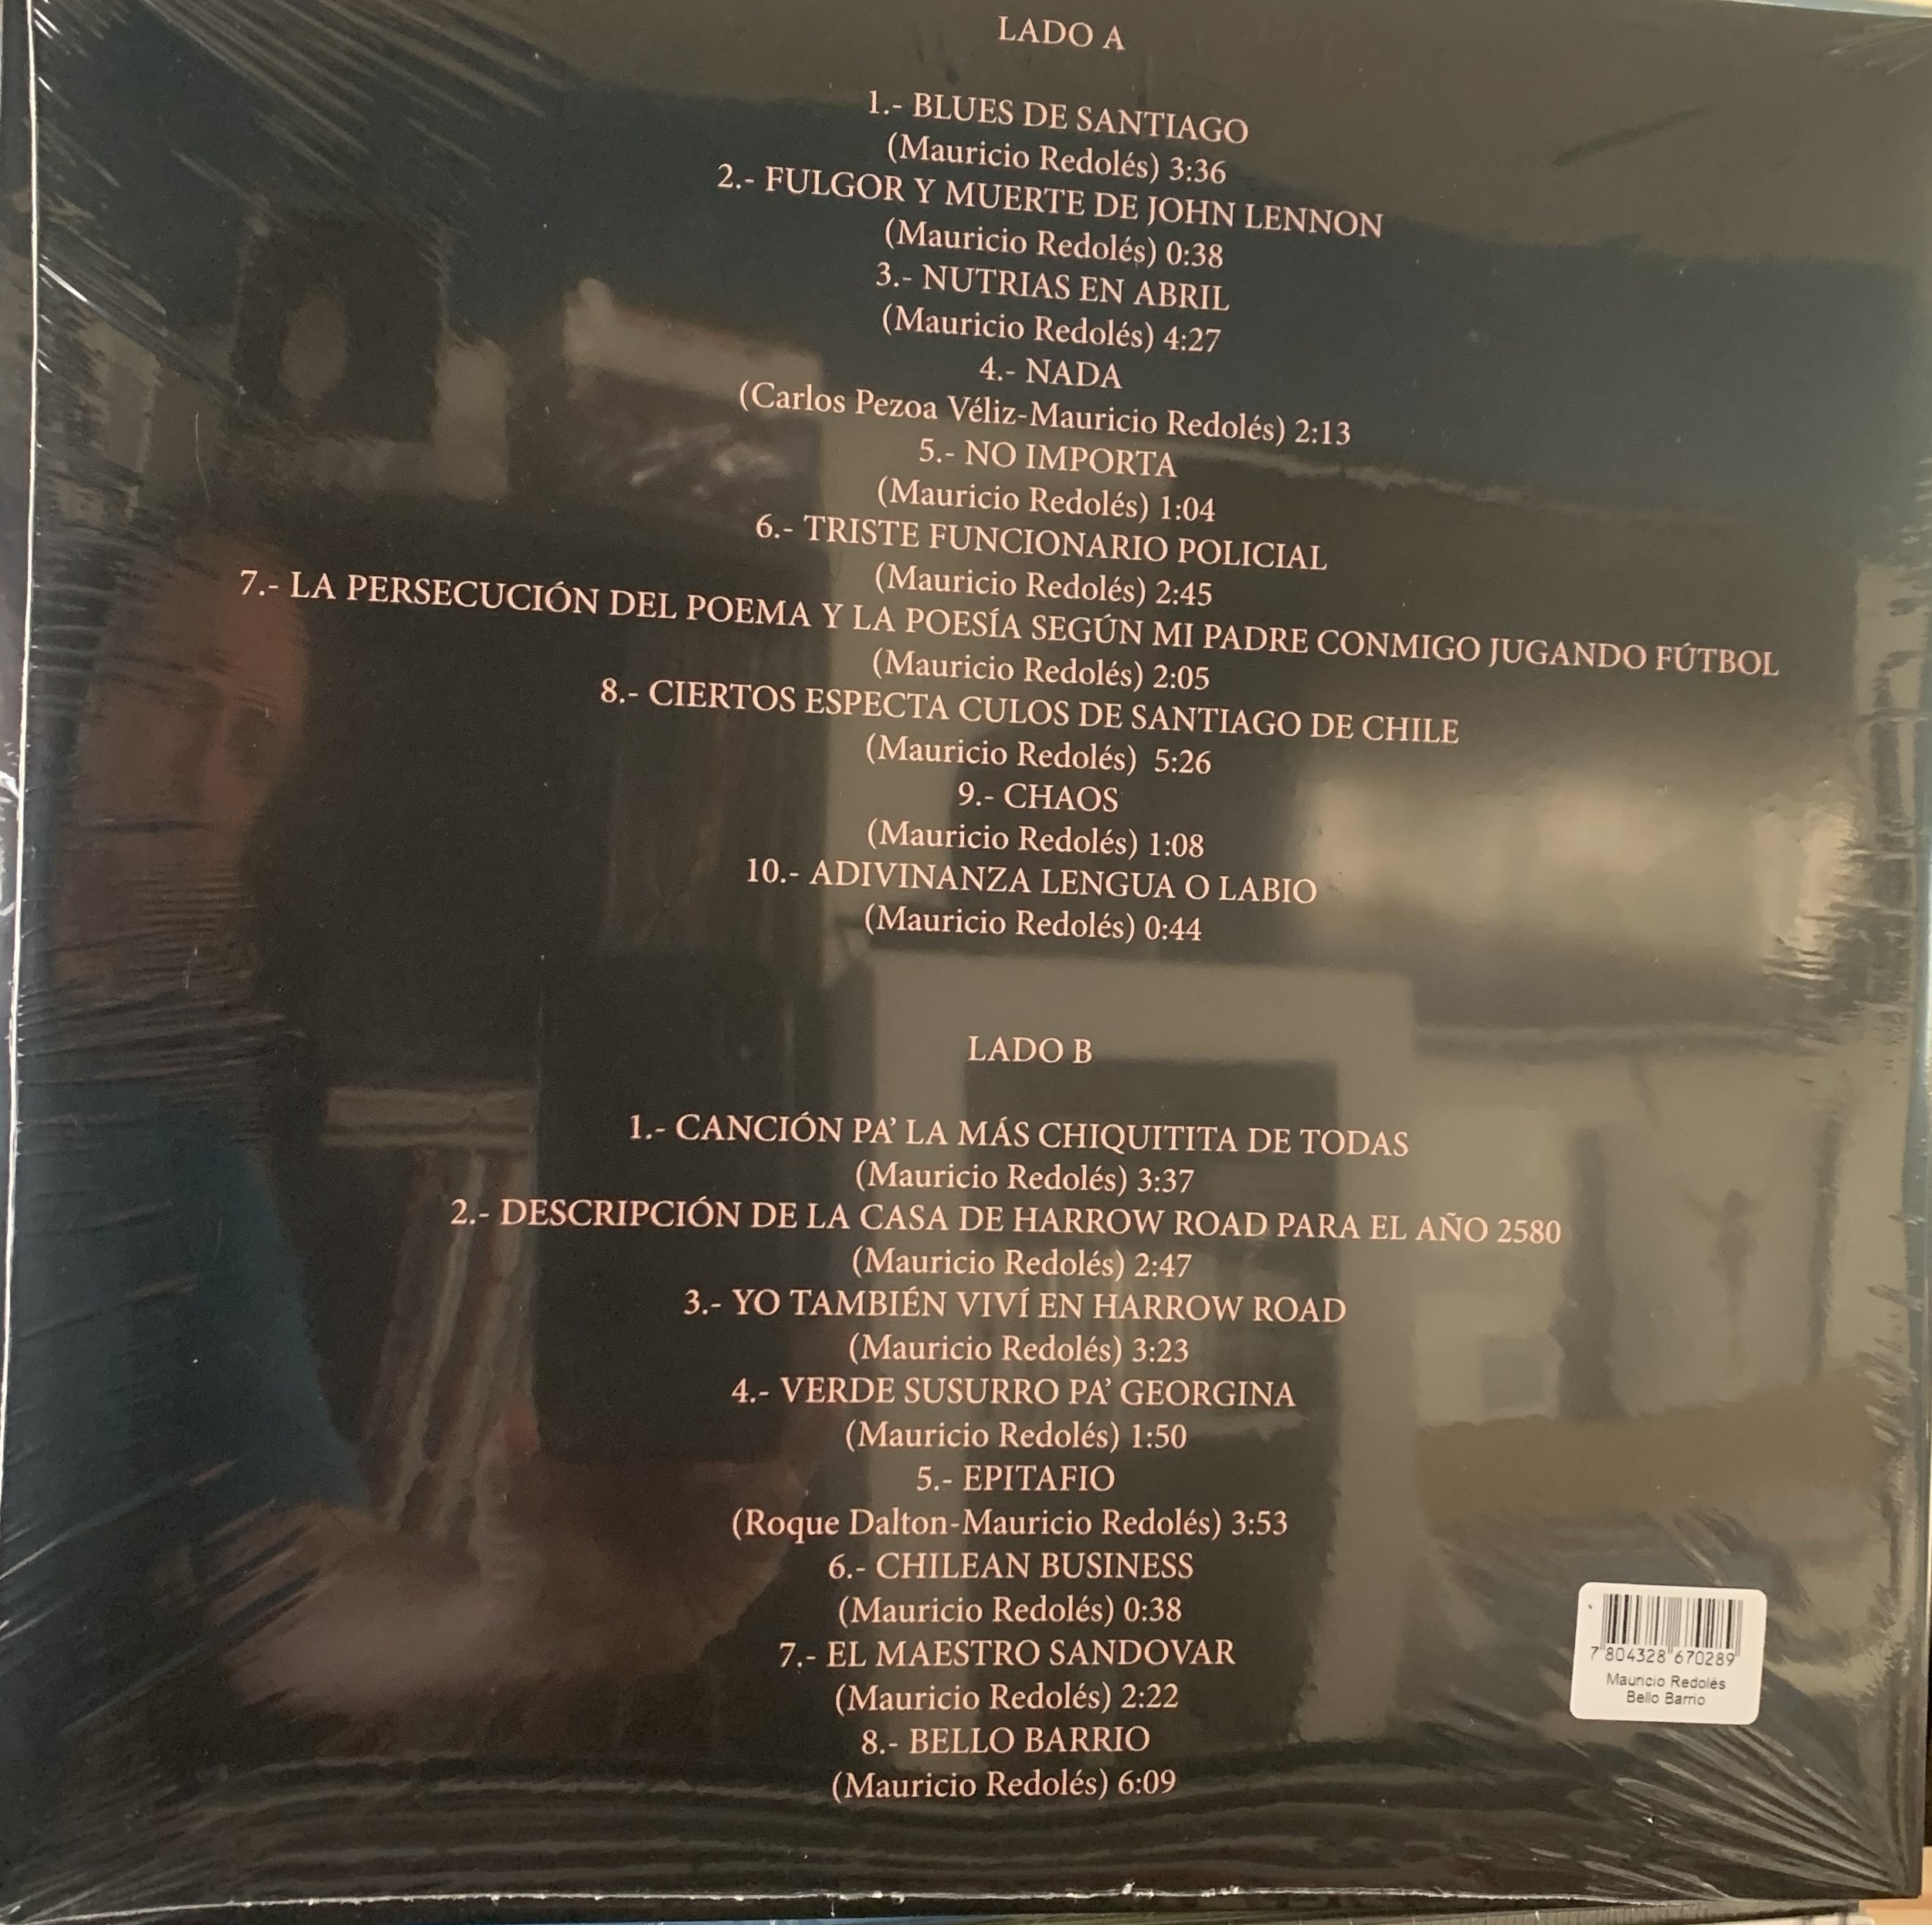 LADO A
1.- BLUES DE SANTIAGO
(Mauricio Redolés) 3:36
2.- FULGOR Y MUERTE DE JOHN LENNON
(Mauricio Redolés) 0:38
3.- NUTRIAS EN ABRIL
(Mauricio Redolés) 4:27
4.- NADA
(Carlos Pezoa Véliz-Mauricio Redolés) 2:13
5.- NO IMPORTA
(Mauricio Redolés) 1:04
6.- TRISTE FUNCIONARIO POLICIAL
(Mauricio Redolés) 2:45
7.- LA PERSECUCIÓN DEL POEMA Y LA POESÍA SEGÚN MI PADRE CONMIGO JUGANDO FÚTBOL
(Mauricio Redolés) 2:05
8.- CIERTOS ESPECTA CULOS DE SANTIAGO DE CHILE
(Mauricio Redolés) 5:26
9.- CHAOS
(Mauricio Redolés) 1:08
10.- ADIVINANZA LENGUA O LABIO
(Mauricio Redolés) 0:44
LADO B
1.- CANCIÓN PA' LA MÁS CHIQUITITA DE TODAS
(Mauricio Redolés) 3:37
2.- DESCRIPCIÓN DE LA CASA DE HARROW ROAD PARA EL AÑO 2580
(Mauricio Redolés) 2:47
3.- YO TAMBIÉN VIVÍ EN HARROW ROAD
(Mauricio Redolés) 3:23
4.- VERDE SUSURRO PA' GEORGINA
(Mauricio Redolés) 1:50
5.- EPITAFIO
(Roque Dalton-Mauricio Redolés) 3:53
6.- CHILEAN BUSINESS
(Mauricio Redolés) 0:38
7.- EL MAESTRO SANDOVAR
(Mauricio Redolés) 2:22
8.- BELLO BARRIO
(Mauricio Redolés) 6:09
7 804328 670289
Mauricio Redolés
Bello Barrio